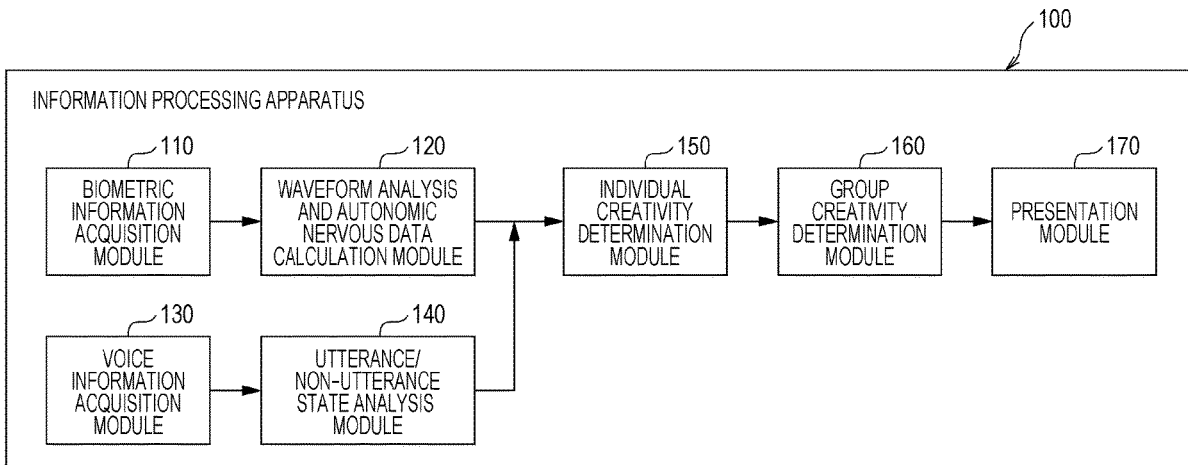 100
INFORMATION PROCESSING APPARATUS
110
BIOMETRIC
INFORMATION
ACQUISITION
MODULE
120
WAVEFORM ANALYSIS
AND AUTONOMIC
NERVOUS DATA
CALCULATION MODULE
150
INDIVIDUAL
CREATIVITY
DETERMINATION
MODULE
160
GROUP
CREATIVITY
DETERMINATION
MODULE
170
PRESENTATION
MODULE
130
VOICE
INFORMATION
ACQUISITION
MODULE
140
UTTERANCE/
NON-UTTERANCE
STATE ANALYSIS
MODULE